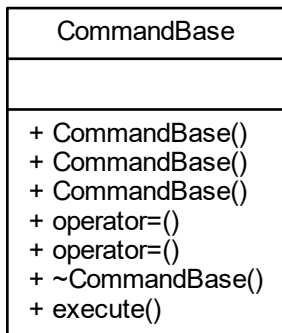 CommandBase
+ CommandBase()
+ CommandBase()
+ CommandBase()
+ operator=()
+ operator=()
+ ~CommandBase()
+ execute()